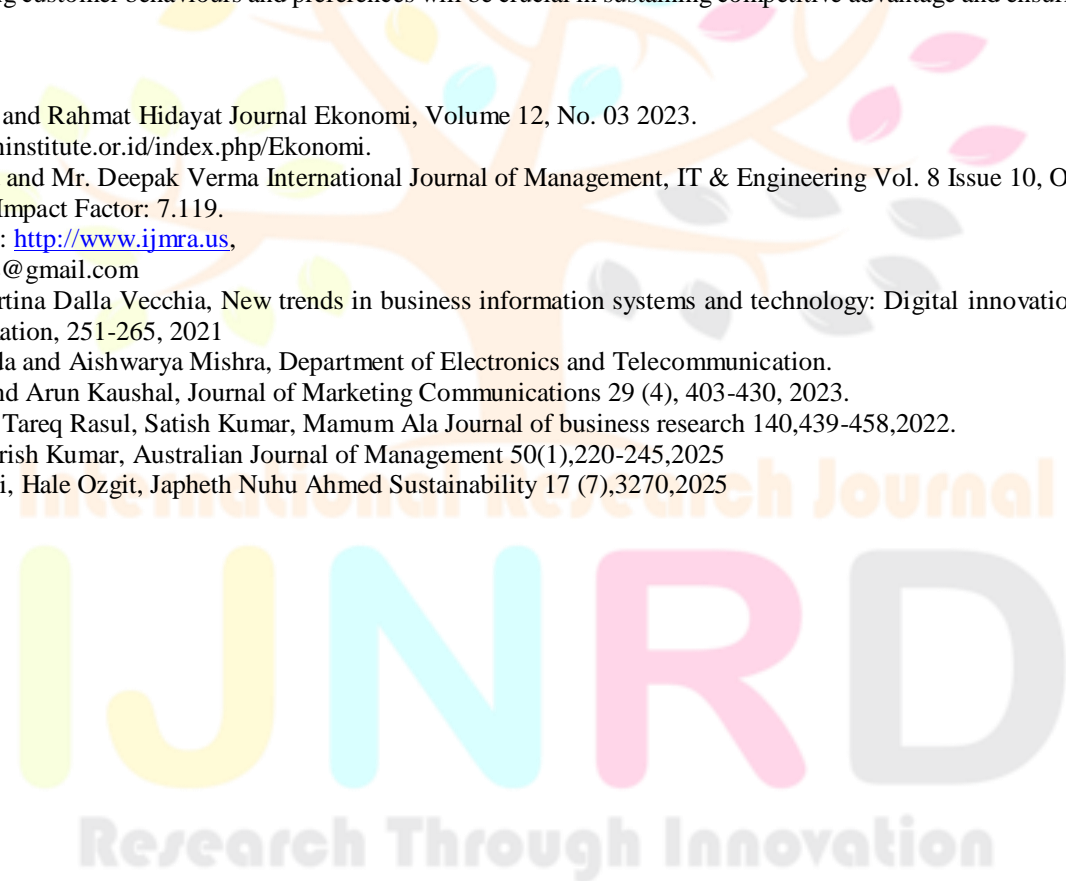 customer behaviours and preferences will be crucial in sustaining competitive advantage and
and Rahmat Hidayat Journal Ekonomi, Volume 12, No. 03 2023.
ninstitute.or.id/index.php/Ekonomi.
and Mr. Deepak Verma International Journal of Management, IT & Engineering Vol. 8 Issue 10, O
Impact Factor: 7.119.
: http://www.ijmra.us,
@gmail.com
rtina Dalla Vecchia, New trends in business information systems and technology: Digital innovatio
ation, 251-265, 2021
la and Aishwarya Mishra, Department of Electronics and Telecommunication.
nd Arun Kaushal, Journal of Marketing Communications 29 (4), 403-430, 2023.
Tareq Rasul, Satish Kumar, Mamum Ala Journal of business research 140,439-458,2022.
rish Kumar, Australian Journal of Management 50(1),220-245,2025
i, Hale Ozgit, Japheth Nuhu Ahmed Sustainability 17 (7),3270,2025
International Research Journal
IJNRD
Research Through Innovation